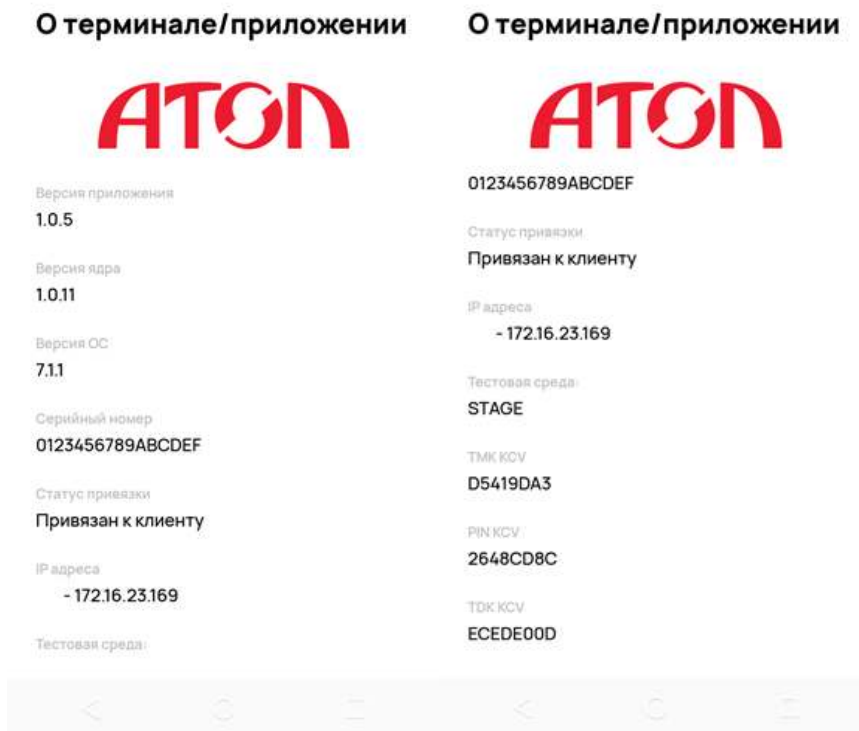 О терминале/приложении
АТОЛ
Версия приложения
1.0.5
Версия ядра
1.0.11
Версия ОС
7.1.1
Серийный номер
0123456789ABCDEF
Статус привязки
Привязан к клиенту
IP адреса
- 172.16.23.169
Тестовая среда:
О терминале/приложении
АТОЛ
0123456789ABCDEF
Статус привязки
Привязан к клиенту
IP адреса
- 172.16.23.169
Тестовая среда:
STAGE
TMK KCV
D5419DA3
PIN KCV
2648CD8C
TDK KCV
ECEDE00D